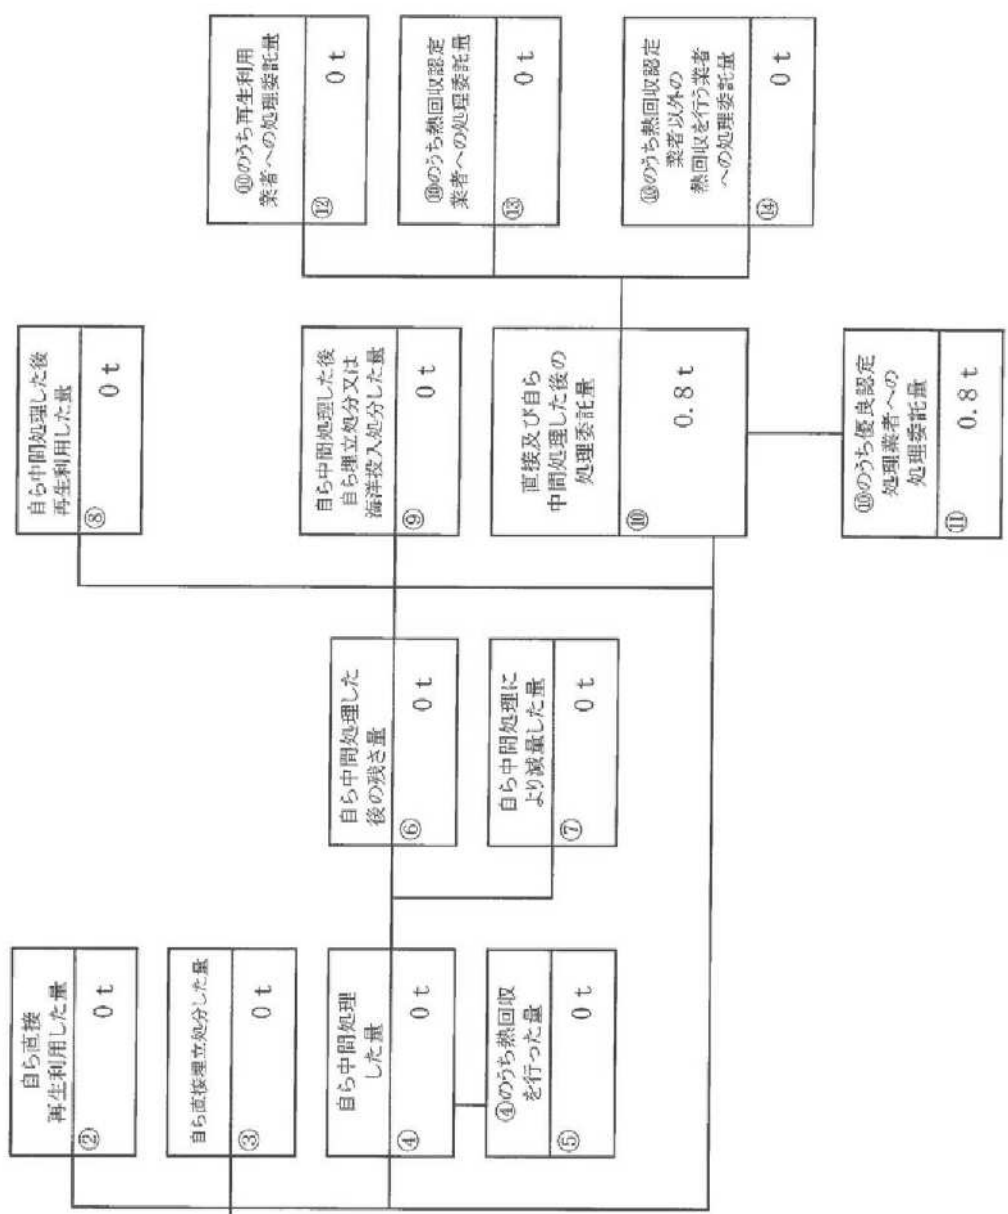 自ら直接
再生利用した量
②
0 t
自ら直接埋立処分した量
③
0 t
自ら中間処理
した量
④
0 t
④のうち熱回収
を行った量
⑤
0 t
自ら中間処理した
後の残さ量
⑥
0 t
自ら中間処理に
より減量した量
⑦
0 t
自ら中間処理した後
再生利用した量
⑧
0 t
自ら中間処理した後
自ら埋立処分又は
海洋投入処分した量
⑨
0 t
直接及び自ら
中間処理した後の
処理委託量
⑩
0.8 t
⑩のうち優良認定
処理業者への
処理委託量
⑪
0.8 t
⑩のうち再生利用
業者への処理委託量
⑫
0 t
⑩のうち熱回収認定
業者への処理委託量
⑬
0 t
⑩のうち熱回収認定
業者以外の
熱回収を行う業者
への処理委託量
⑭
0 t